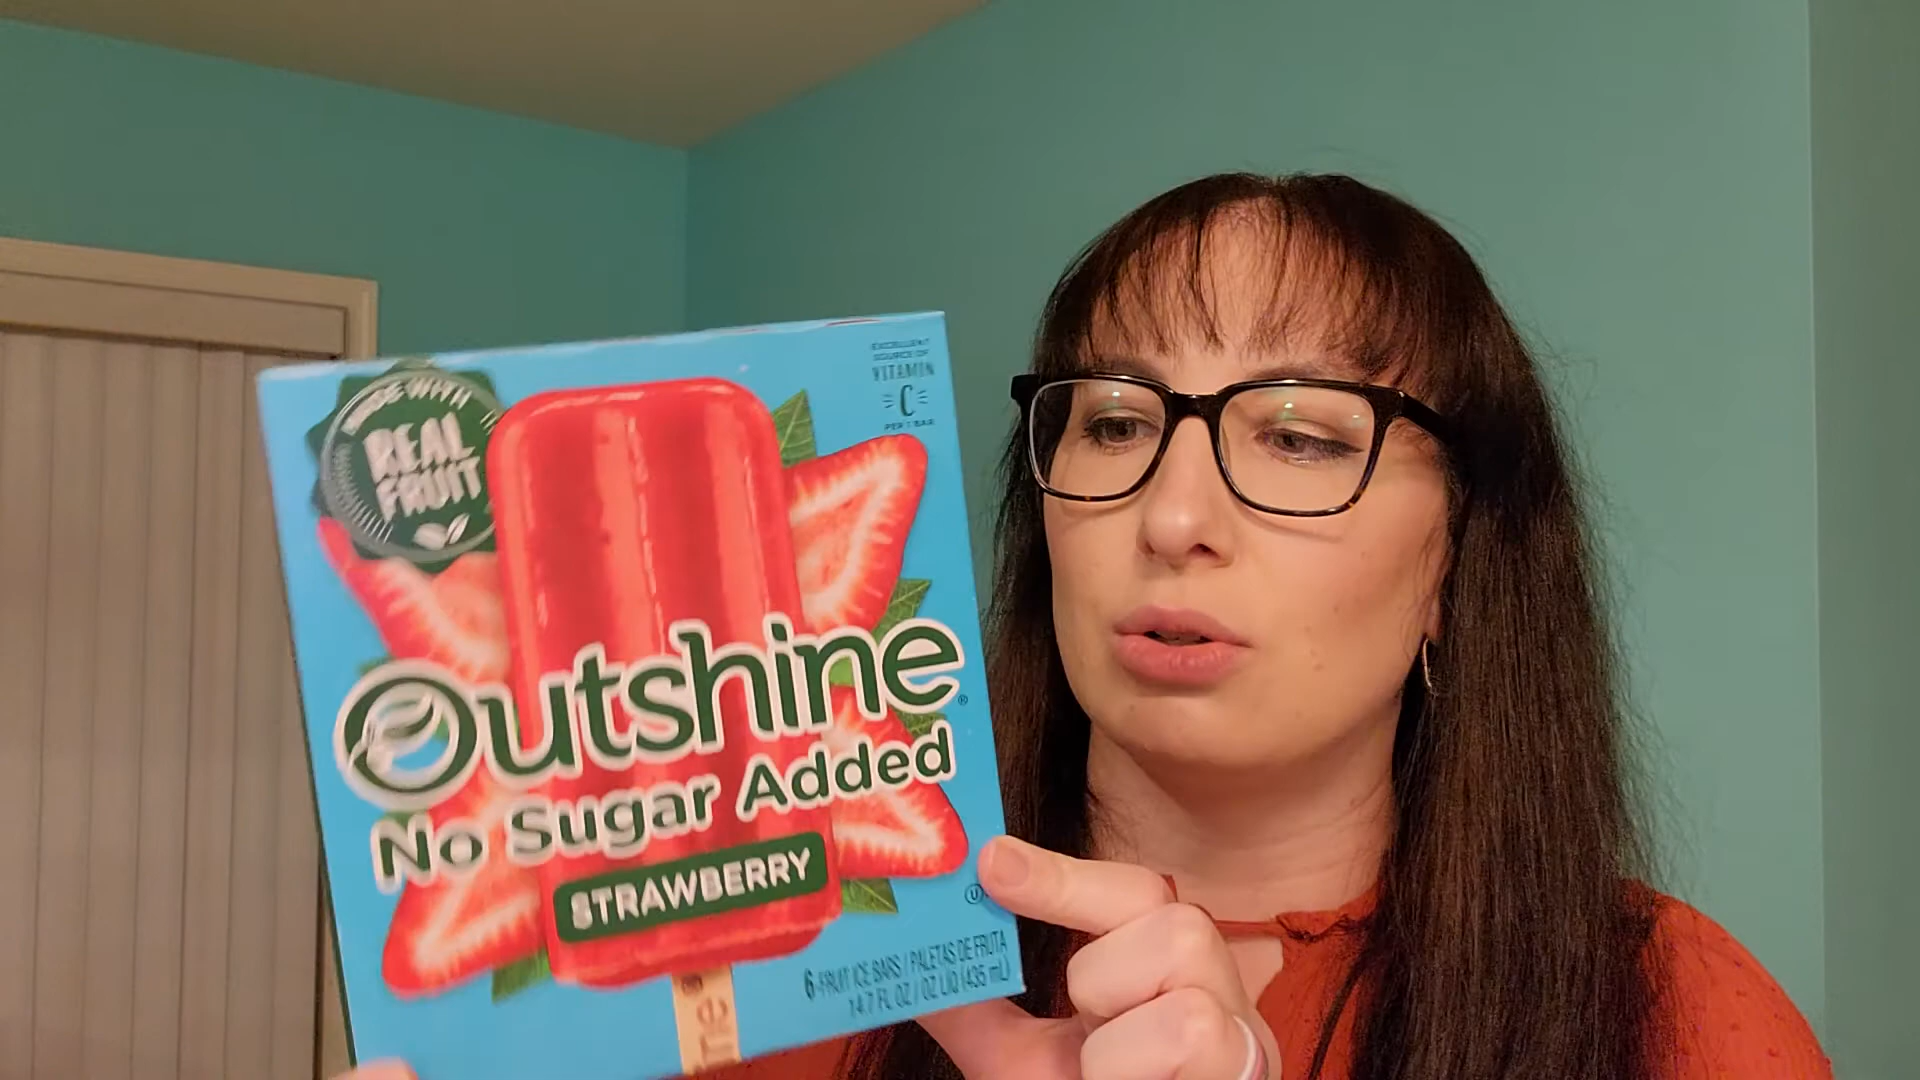 MADE WITH
REAL
FRUIT
EXCELLENT
SOURCE OF
VITAMIN
C
PER 1 BAR
Outshine®
No Sugar Added
STRAWBERRY
6-FRUIT ICE BARS / PALETAS DE FRUTA
14.7 FL OZ / OZ LÍQ (435 mL)